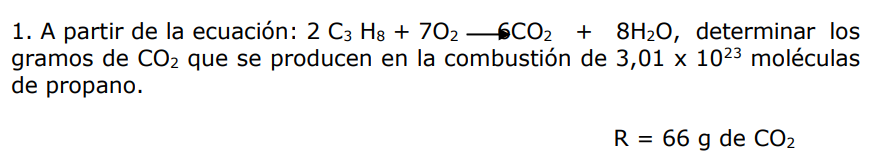 1. A partir de la ecuación: 2 C₃ H₈ + 7O₂ → 6CO₂ + 8H₂O, determinar los
gramos de CO₂ que se producen en la combustión de 3,01 x 10²³ moléculas
de propano.
R = 66 g de CO₂